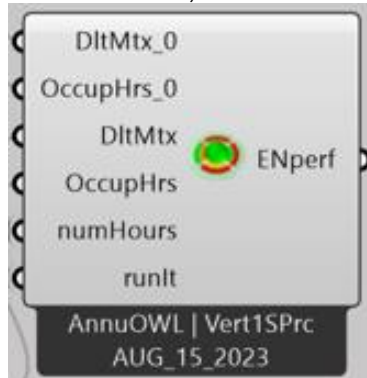 DltMtx_0
OccupHrs_0
DltMtx
OccupHrs
ENperf
numHours
runIt
AnnuOWL | Vert1SPrc
AUG_15_2023